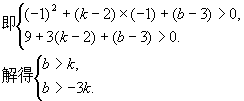 即{(-1)² + (k-2)×(-1) + (b-3) > 0,
9 + 3(k-2) + (b-3) > 0.
解得{b > k,
b > -3k.